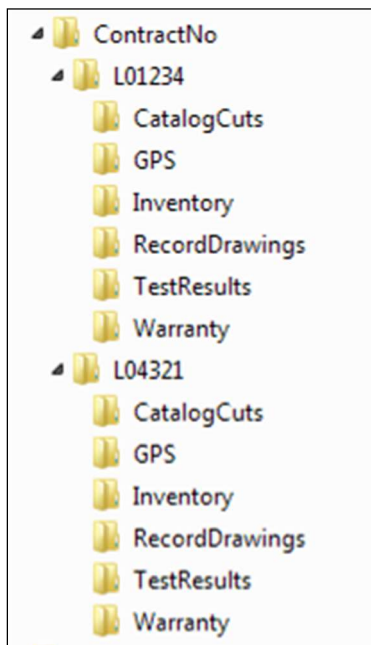 ContractNo
L01234
CatalogCuts
GPS
Inventory
RecordDrawings
TestResults
Warranty
L04321
CatalogCuts
GPS
Inventory
RecordDrawings
TestResults
Warranty